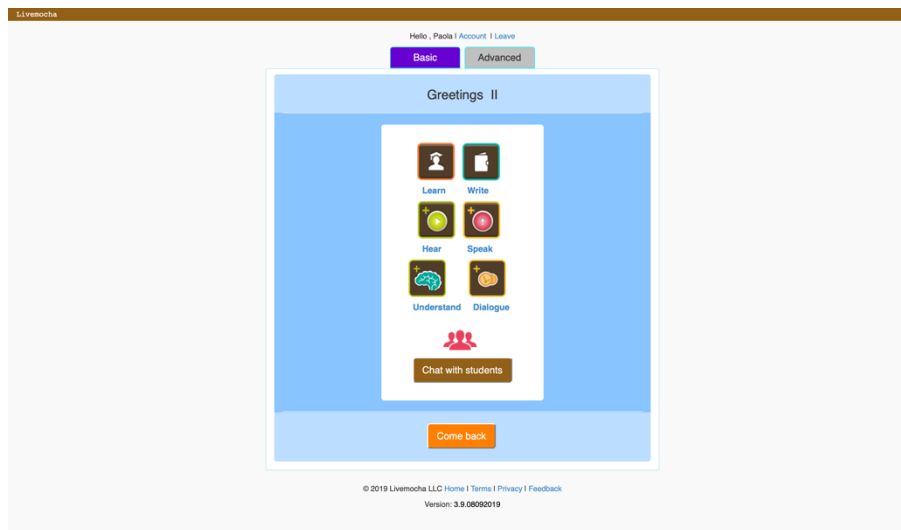 Livemocha
Hello , Paola I Account I Leave
Basic Advanced
Greetings II
Learn Write
Hear Speak
Understand Dialogue
Chat with students
Come back
© 2019 Livemocha LLC Home I Terms I Privacy I Feedback
Version: 3.9.08092019